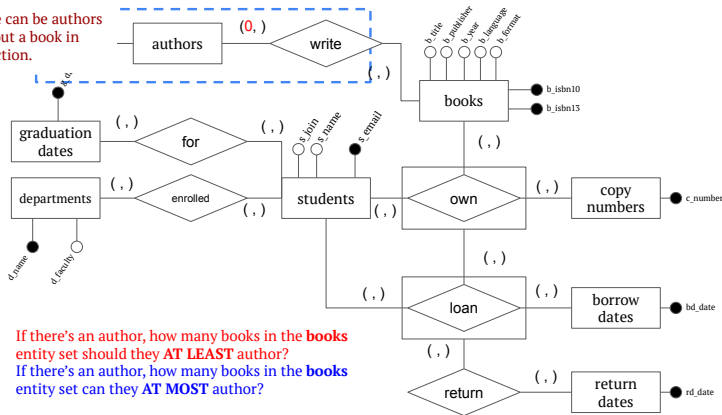 e can be authors
out a book in
ction.
authors
(0, )
write
( , )
b_title
b_publisher
b_year
b_language
b_format
books
b_isbn10
b_isbn13
( , )
graduation
dates
( , )
for
( , )
s_join
s_name
s_email
departments
( , )
enrolled
( , )
students
( , )
own
( , )
copy
numbers
c_number
d_name
d_faculty
( , )
( , )
loan
( , )
borrow
dates
bd_date
( , )
return
( , )
return
dates
rd_date
If there's an author, how many books in the books
entity set should they AT LEAST author?
If there's an author, how many books in the books
entity set can they AT MOST author?